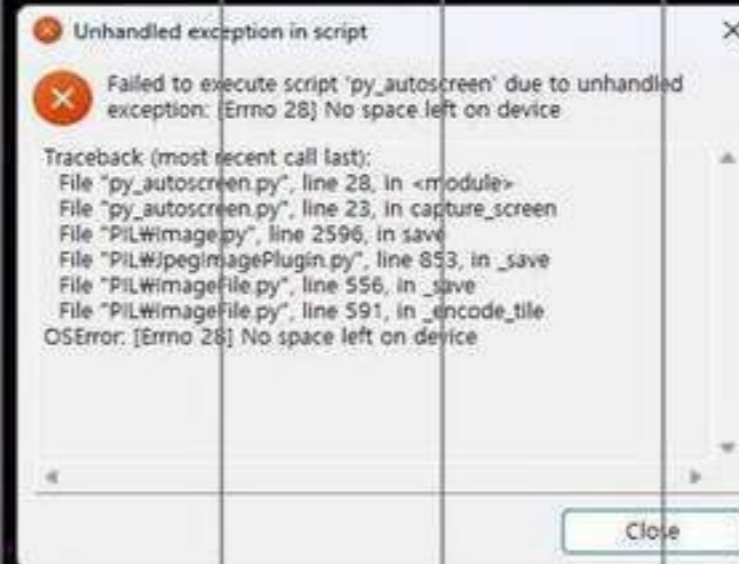 Unhandled exception in script
Failed to execute script 'py_autoscreen' due to unhandled
exception: [Errno 28] No space left on device
Traceback (most recent call last):
File "py_autoscreen.py", line 28, in <module>
File "py_autoscreen.py", line 23, in capture_screen
File "PIL₩Image.py", line 2596, in save
File "PIL₩JpegImagePlugin.py", line 853, in _save
File "PIL₩ImageFile.py", line 556, in _save
File "PIL₩ImageFile.py", line 591, in _encode_tile
OSError: [Errno 28] No space left on device
Close